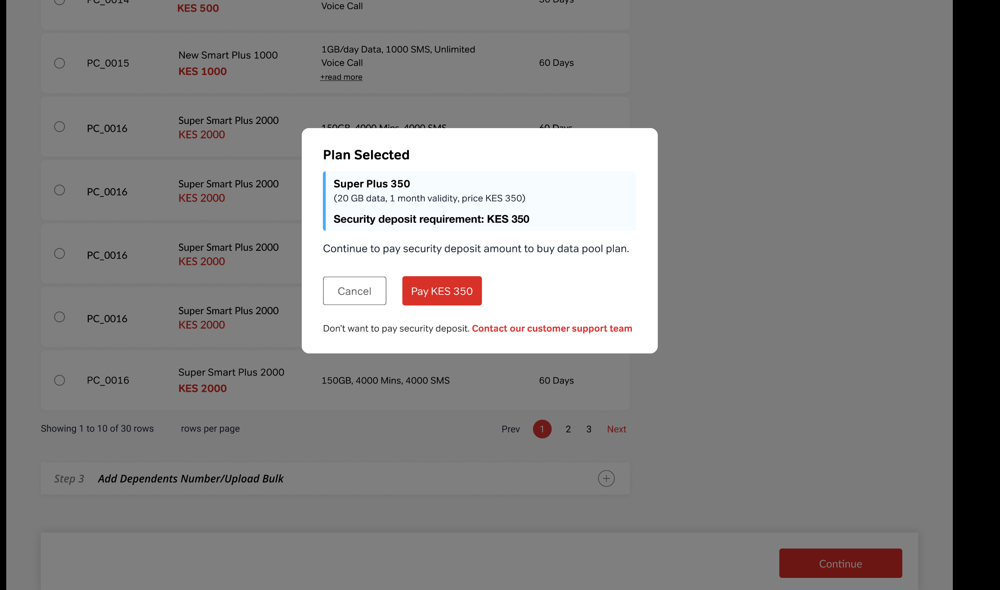 KES 500
Voice Call
PC_0015
New Smart Plus 1000
KES 1000
1GB/day Data, 1000 SMS, Unlimited
Voice Call
+read more
60 Days
PC_0016
Super Smart Plus 2000
KES 2000
150GB, 4000 Mins, 4000 SMS
60 Days
PC_0016
Super Smart Plus 2000
KES 2000
PC_0016
Super Smart Plus 2000
KES 2000
PC_0016
Super Smart Plus 2000
KES 2000
PC_0016
Super Smart Plus 2000
KES 2000
150GB, 4000 Mins, 4000 SMS
60 Days
Plan Selected
Super Plus 350
(20 GB data, 1 month validity, price KES 350)
Security deposit requirement: KES 350
Continue to pay security deposit amount to buy data pool plan.
Cancel
Pay KES 350
Don’t want to pay security deposit. Contact our customer support team
Showing 1 to 10 of 30 rows
rows per page
Prev 1 2 3 Next
Step 3 Add Dependents Number/Upload Bulk
Continue